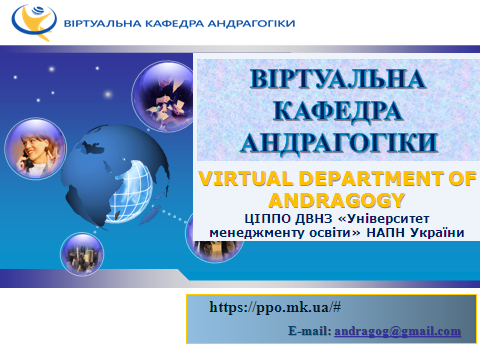 ВІРТУАЛЬНА КАФЕДРА АНДРАГОГІКИ
ВІРТУАЛЬНА
КАФЕДРА
АНДРАГОГІКИ
VIRTUAL DEPARTMENT OF
ANDRAGOGY
ЦІППО ДВНЗ «Університет
менеджменту освіти» НАПН України
https://ppo.mk.ua/#
E-mail: andragog@gmail.com